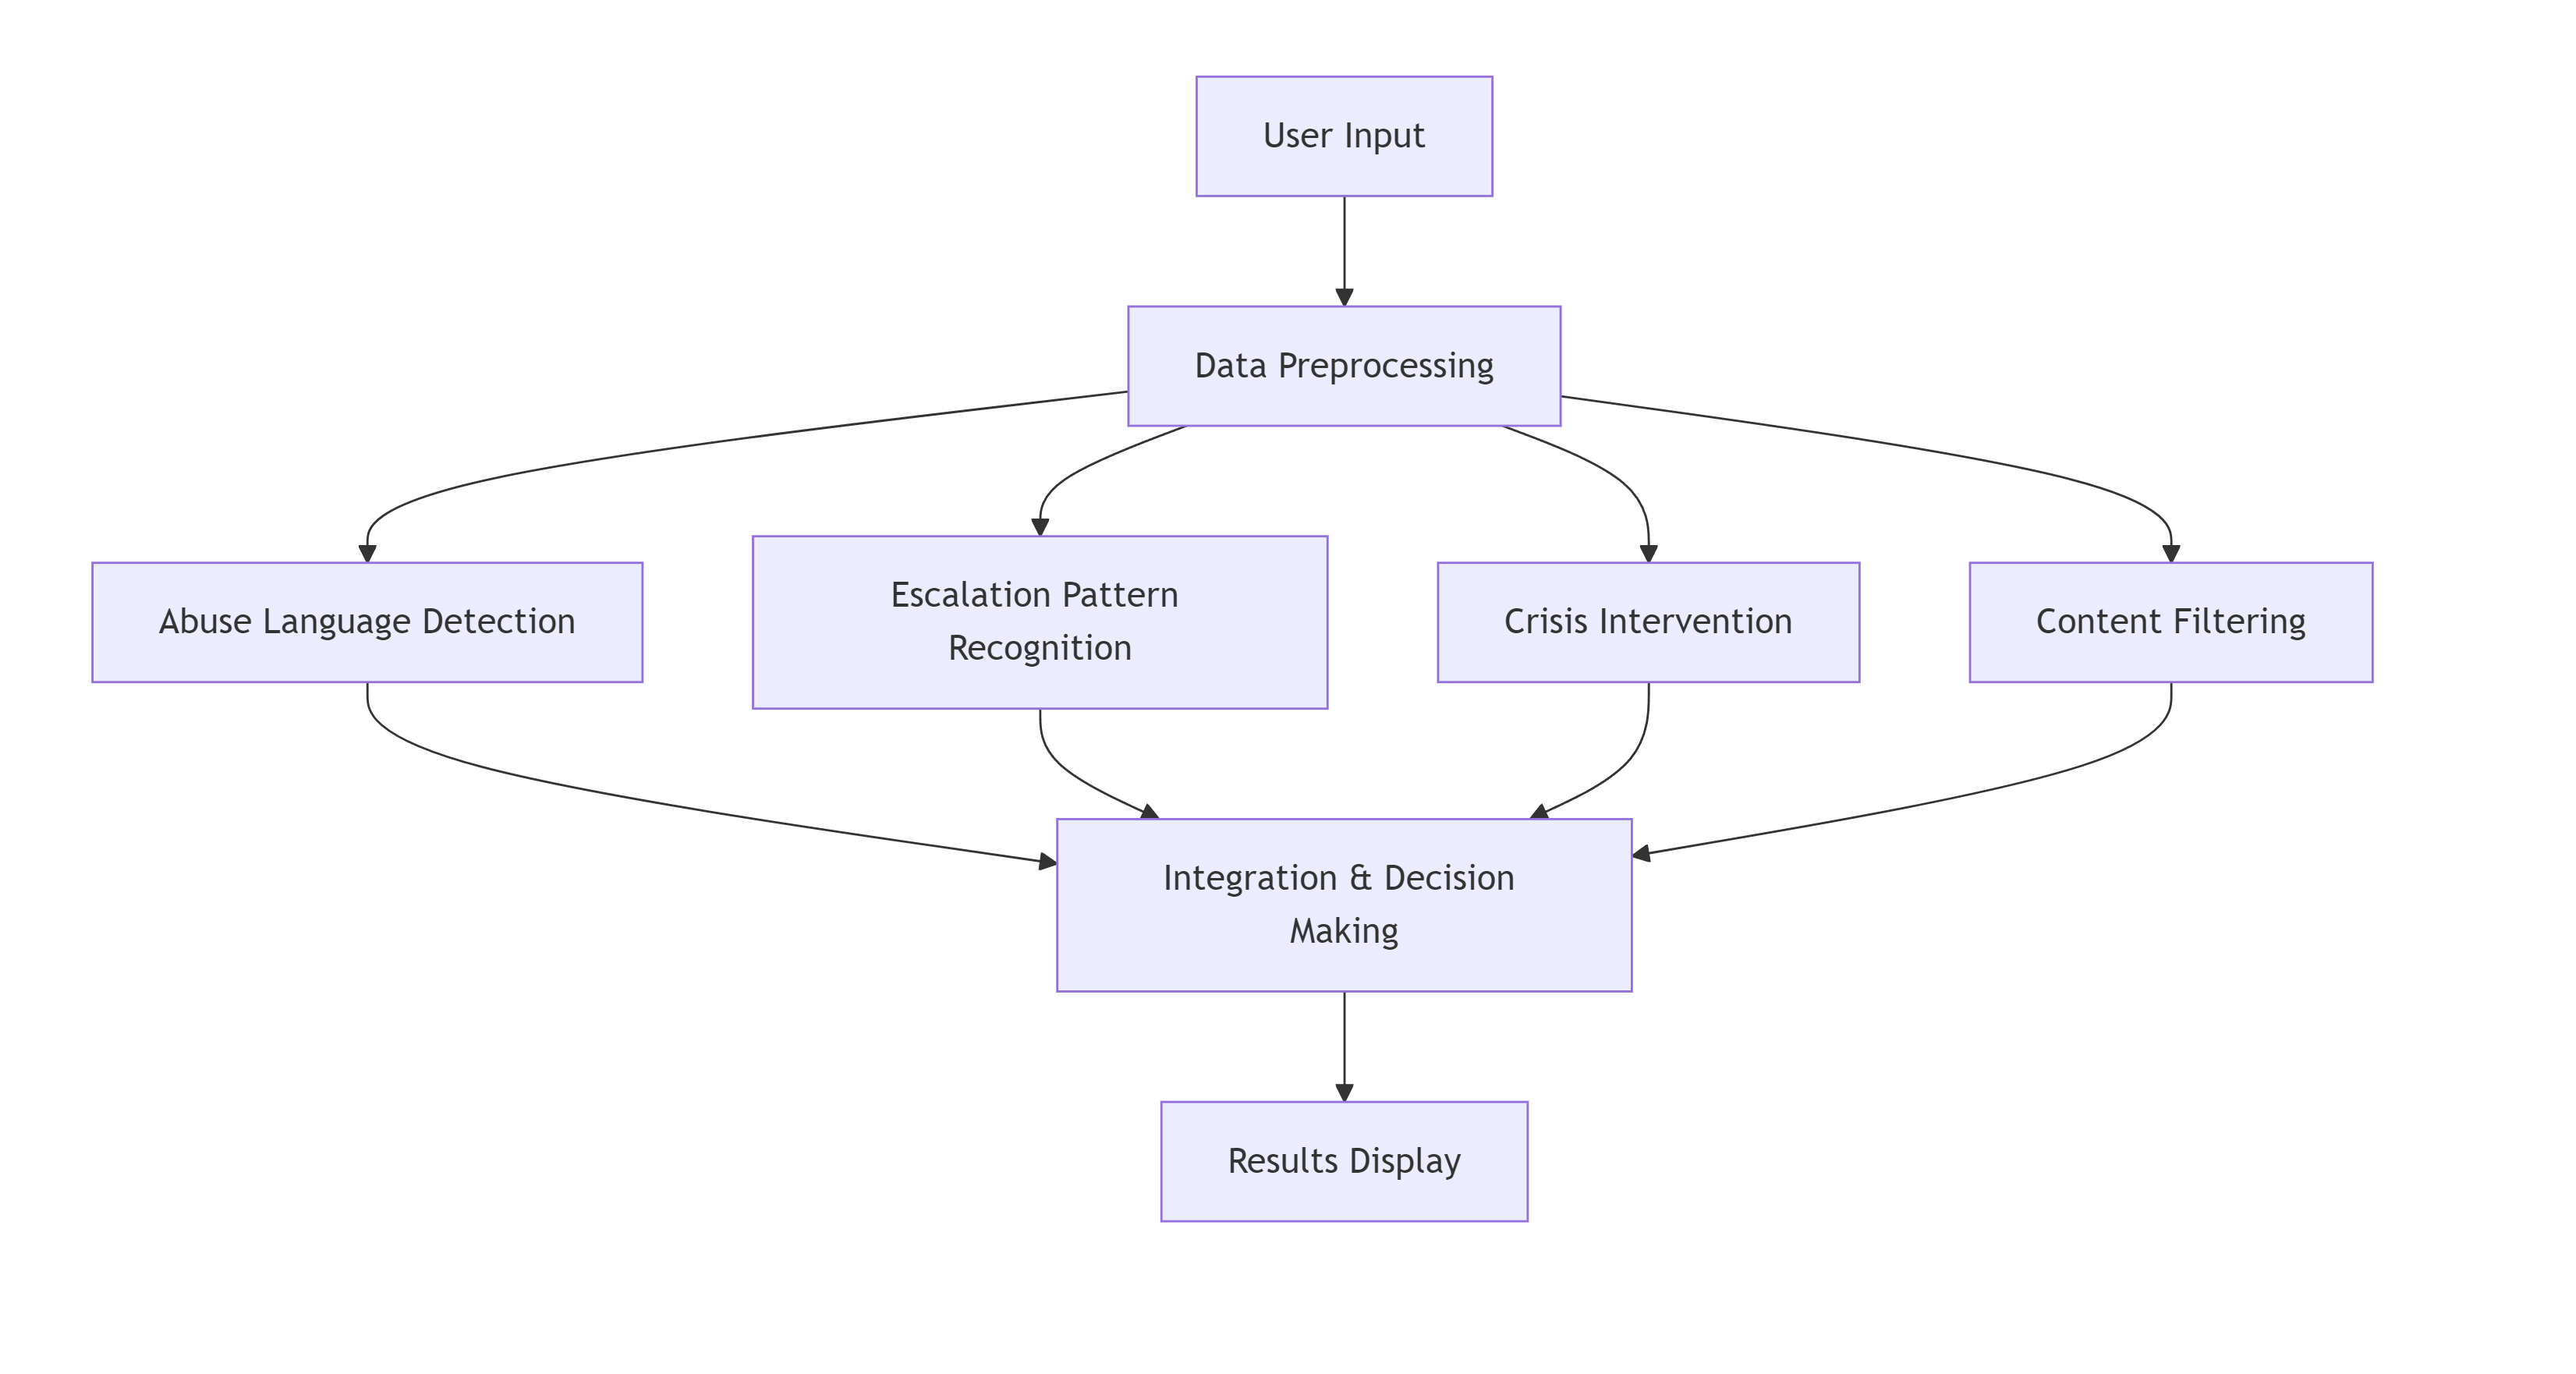 User Input
Data Preprocessing
Abuse Language Detection
Escalation Pattern
Recognition
Crisis Intervention
Content Filtering
Integration & Decision
Making
Results Display